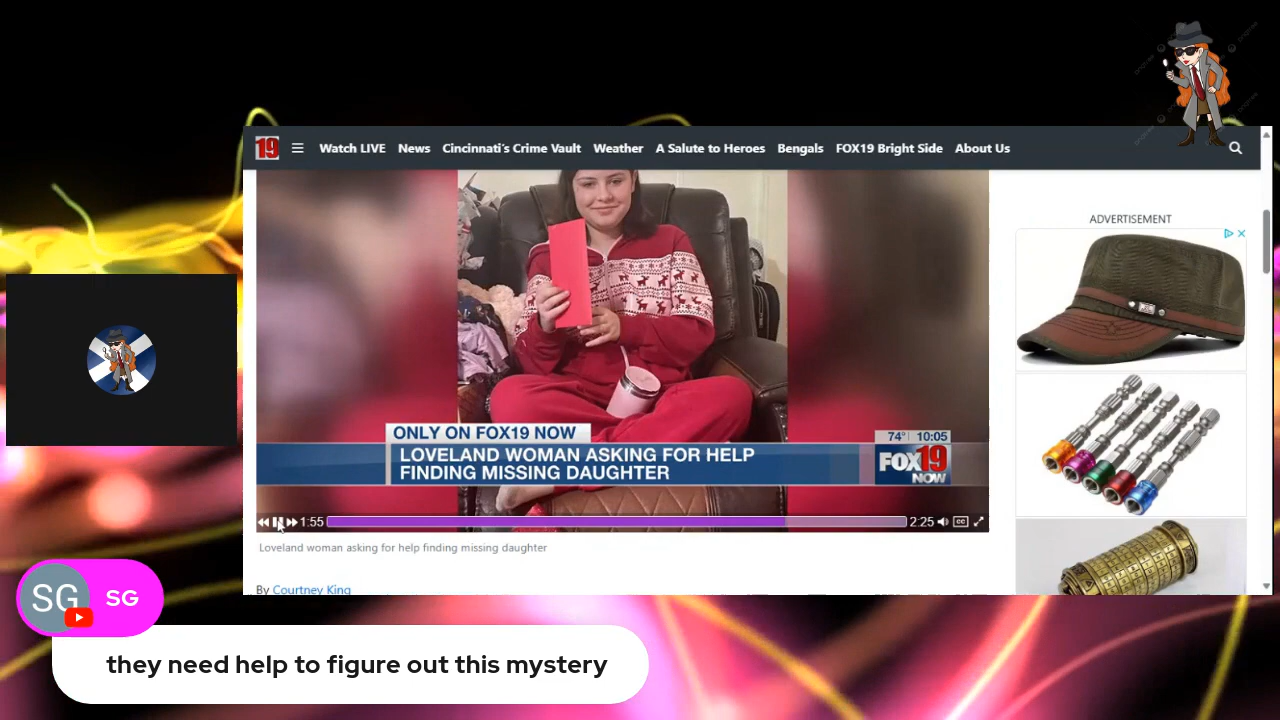 19
Watch LIVE News Cincinnati's Crime Vault Weather A Salute to Heroes Bengals FOX19 Bright Side About Us
ADVERTISEMENT
ONLY ON FOX19 NOW
LOVELAND WOMAN ASKING FOR HELP
FINDING MISSING DAUGHTER
74° 10:05
FOX19
NOW
1:55
2:25
CC
Loveland woman asking for help finding missing daughter
By Courtney King
SG
SG
they need help to figure out this mystery